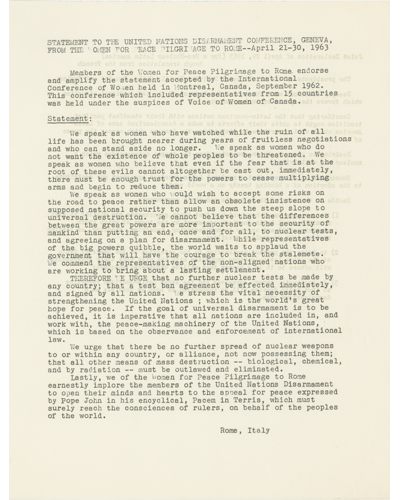 STATEMENT TO THE UNITED NATIONS DISARMAMENT CONFERENCE, GENEVA,
FROM THE WOMEN FOR PEACE PILGRIMAGE TO ROME--April 21-30, 1963
Members of the Women for Peace Pilgrimage to Rome endorse
and amplify the statement accepted by the International
Conference of Women held in Montreal, Canada, September 1962.
This conference which included representatives from 15 countries
was held under the auspices of Voice of Women of Canada.
Statement:
We speak as women who have watched while the ruin of all
life has been brought nearer during years of fruitless negotiations
and who can stand aside no longer. We speak as women who do
not want the existence of whole peoples to be threatened. We
speak as women who believe that even if the fear that is at the
root of these evils cannot altogether be cast out, immediately,
there must be enough trust for the powers to cease multiplying
arms and begin to reduce them.
We speak as women who would wish to accept some risks on
the road to peace rather than allow an obsolete insistence on
supposed national security to push us down the steep slope to
universal destruction. We cannot believe that the differences
between the great powers are more important to the security of
mankind than putting an end, once and for all, to nuclear tests,
and agreeing on a plan for disarmament. While representatives
of the big powers quibble, the world waits to applaud the
government that will have the courage to break the stalemate.
We commend the representatives of the non-aligned nations who
are working to bring about a lasting settlement.
THEREFORE WE URGE that no further nuclear tests be made by
any country; that a test ban agreement be effected immediately,
and signed by all nations. We stress the vital necessity of
strengthening the United Nations ; which is the world's great
hope for peace. If the goal of universal disarmament is to be
achieved, it is imperative that all nations are included in, and
work with, the peace-making machinery of the United Nations,
which is based on the observance and enforcement of international
law.
We urge that there be no further spread of nuclear weapons
to or within any country, or alliance, not now possessing them;
that all other means of mass destruction -- biological, chemical,
and by radiation -- must be outlawed and eliminated.
Lastly, we of the Women for Peace Pilgrimage to Rome
earnestly implore the members of the United Nations Disarmament
to open their minds and hearts to the appeal for peace expressed
by Pope John in his encyclical, Pacem in Terris, which must
surely reach the consciences of rulers, on behalf of the peoples
of the world.
Rome, Italy